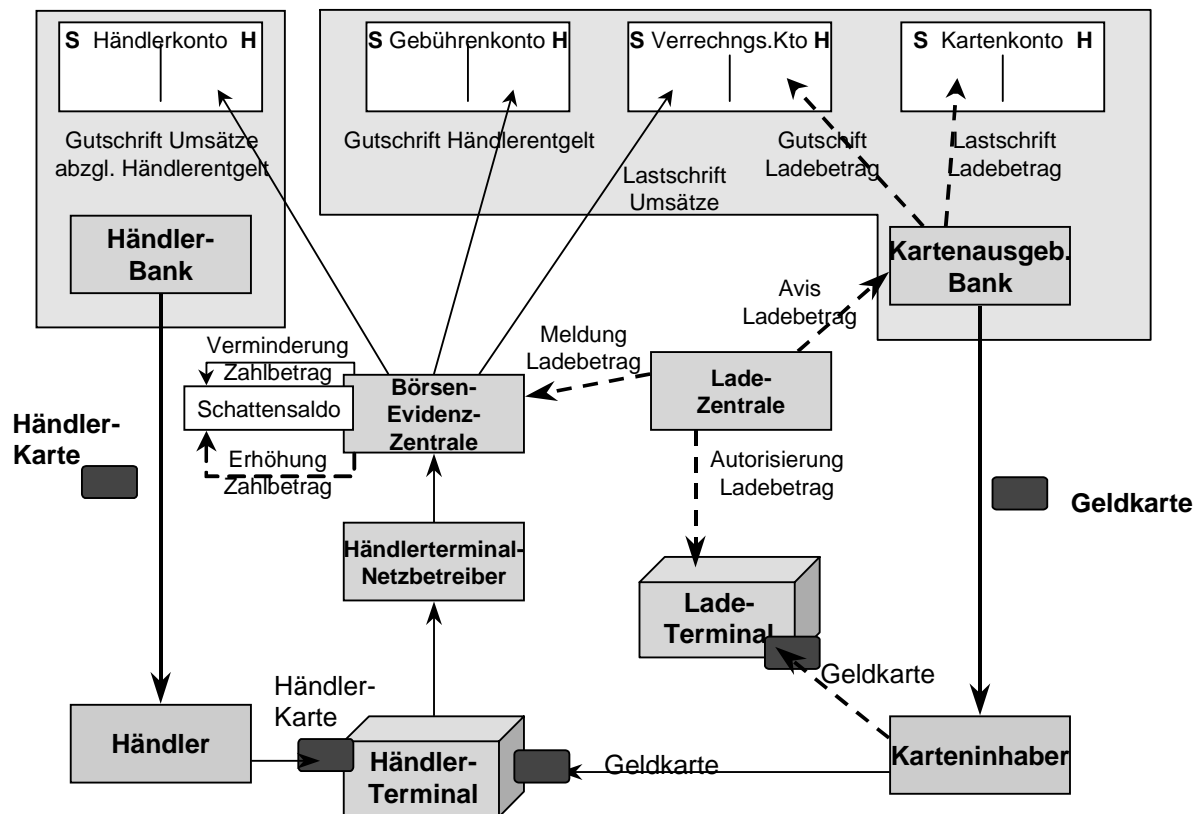 S Händlerkonto H
S Gebührenkonto H
S Verrechngs.Kto H
S Kartenkonto H
Gutschrift Umsätze
abzgl. Händlerentgelt
Gutschrift Händlerentgelt
Lastschrift
Umsätze
Gutschift
Ladebetrag
Lastschrift
Ladebetrag
Händler-
Bank
Kartenausgeb.
Bank
Avis
Ladebetrag
Meldung
Ladebetrag
Verminderung
Zahlbetrag
Schattensaldo
Börsen-
Evidenz-
Zentrale
Lade-
Zentrale
Händler-
Karte
Erhöhung
Zahlbetrag
Autorisierung
Ladebetrag
Geldkarte
Händlerterminal-
Netzbetreiber
Lade-
Terminal
Geldkarte
Händler-
Karte
Händler
Händler-
Terminal
Geldkarte
Karteninhaber